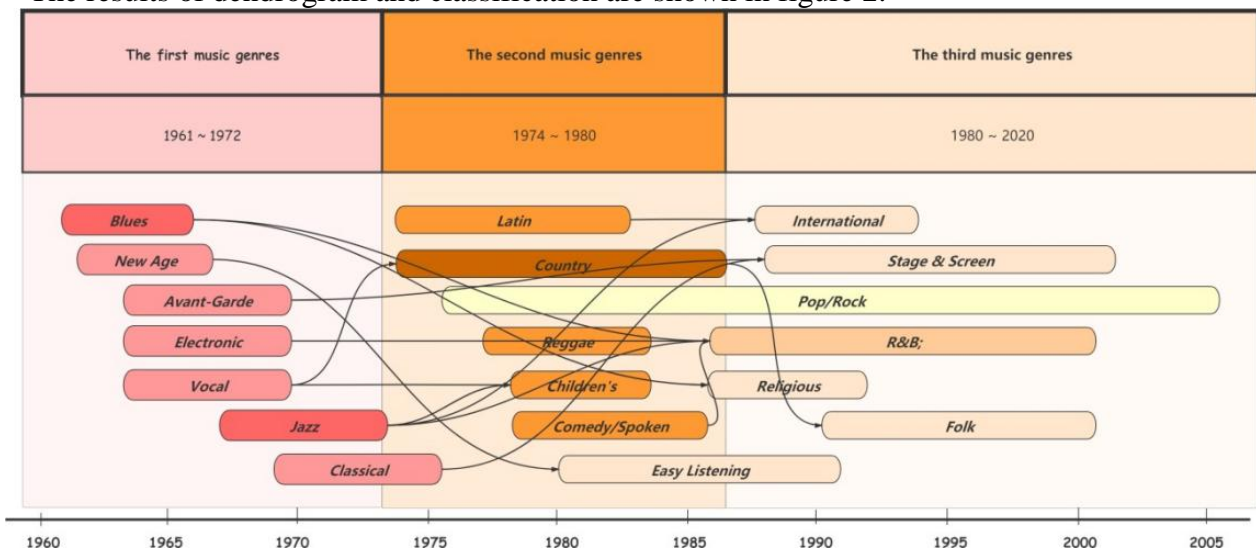 The results of dendrogram and classification are shown in figure 2.
The first music genres The second music genres The third music genres
1961 ~ 1972 1974 ~ 1980 1980 ~ 2020
Blues Latin International
New Age Country Stage & Screen
Avant-Garde Pop/Rock
Electronic Reggae R&B;
Vocal Children's Religious
Jazz Comedy/Spoken Folk
Classical Easy Listening
1960 1965 1970 1975 1980 1985 1990 1995 2000 2005